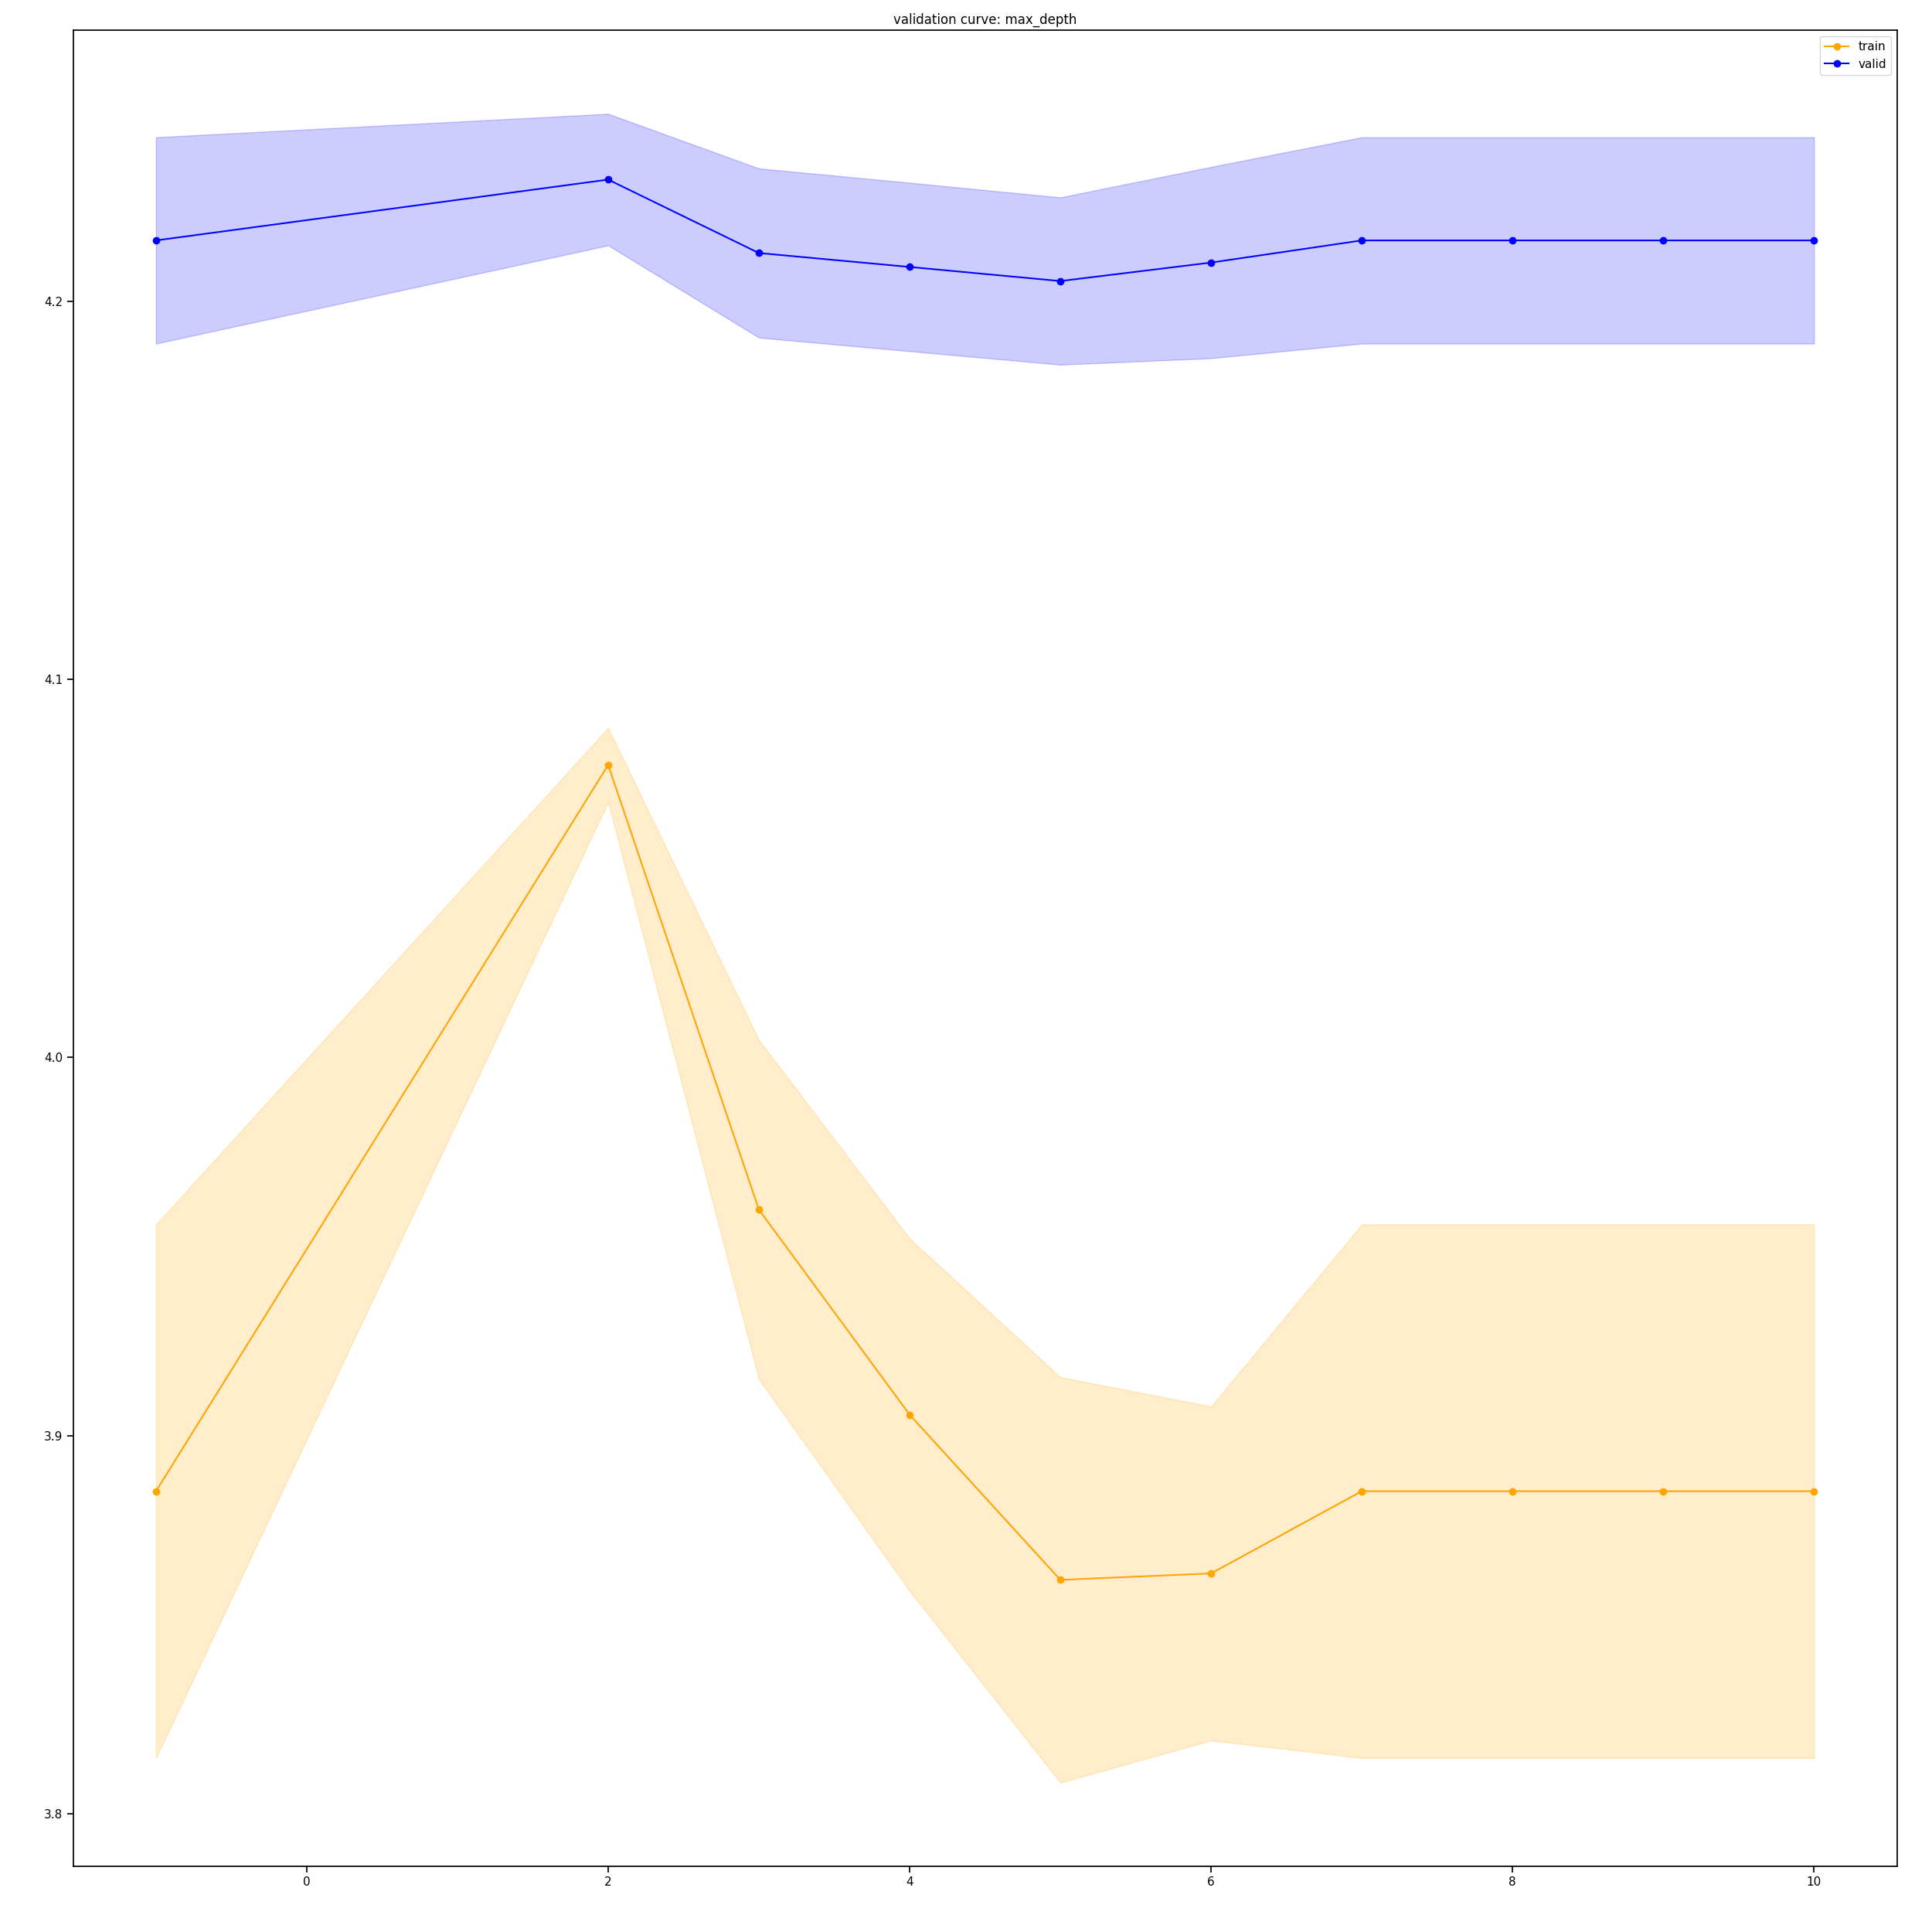 validation curve: max_depth
train
valid
4.2
4.1
4.0
3.9
3.8
0 2 4 6 8 10